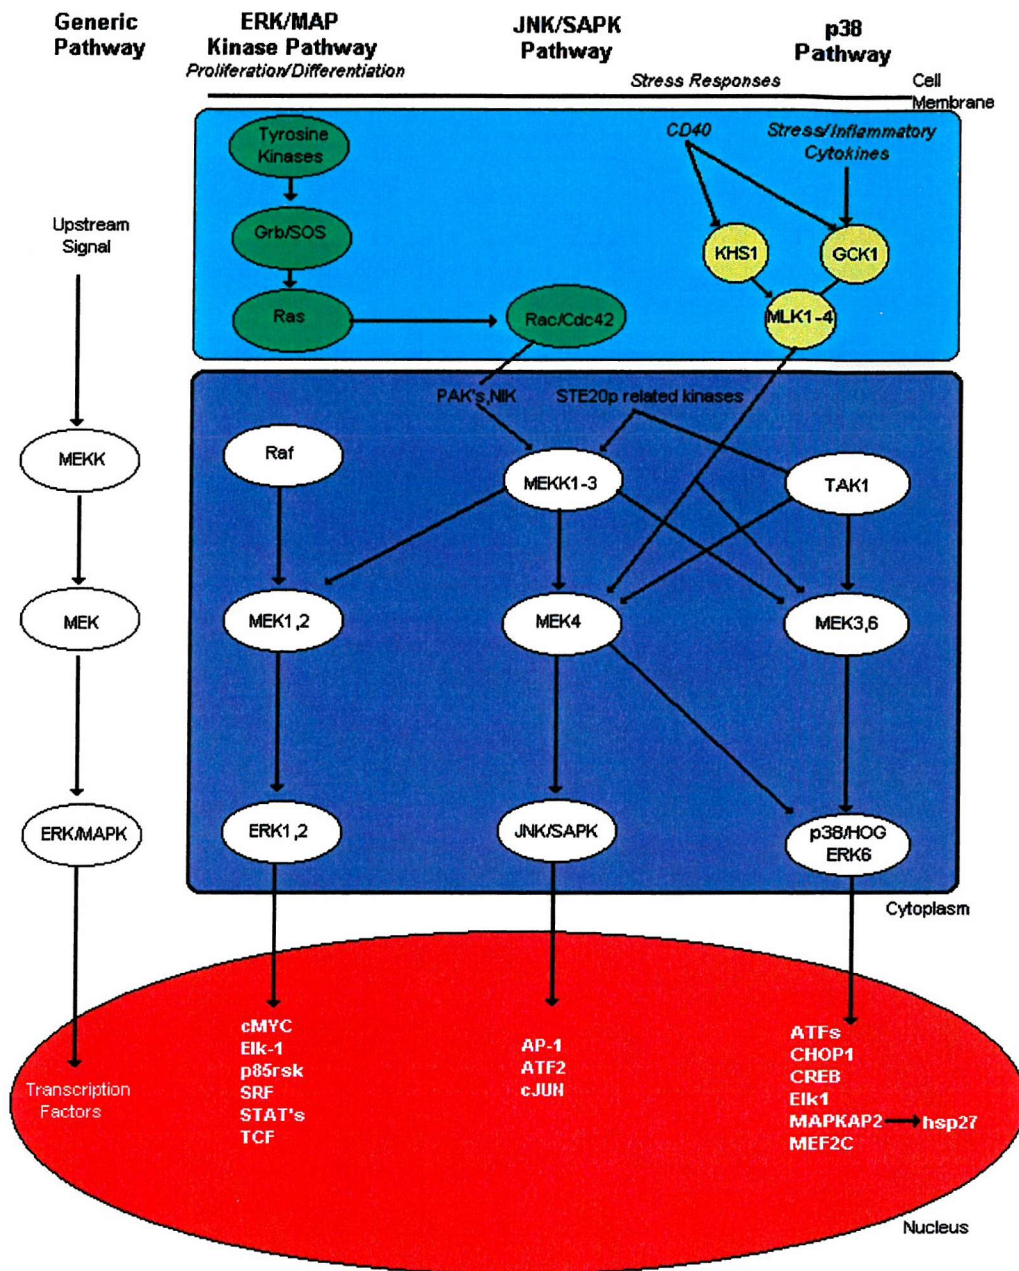 Generic
Pathway
ERK/MAP
Kinase Pathway
Proliferation/Differentiation
JNK/SAPK
Pathway
p38
Pathway
Stress Responses
Cell
Membrane
Tyrosine
Kinases
CD40
Stress/Inflammatory
Cytokines
Upstream
Signal
Grb/SOS
KHS1
GCK1
Ras
Rac/Cdc42
MLK1-4
PAK's,NIK
STE20p related kinases
MEKK
Raf
MEKK1-3
TAK1
MEK
MEK1,2
MEK4
MEK3,6
ERK/MAPK
ERK1,2
JNK/SAPK
p38/HOG
ERK6
Cytoplasm
Transcription
Factors
cMYC
Elk-1
p85rsk
SRF
STAT's
TCF
AP-1
ATF2
cJUN
ATFs
CHOP1
CREB
Elk1
MAPKAP2
hsp27
MEF2C
Nucleus